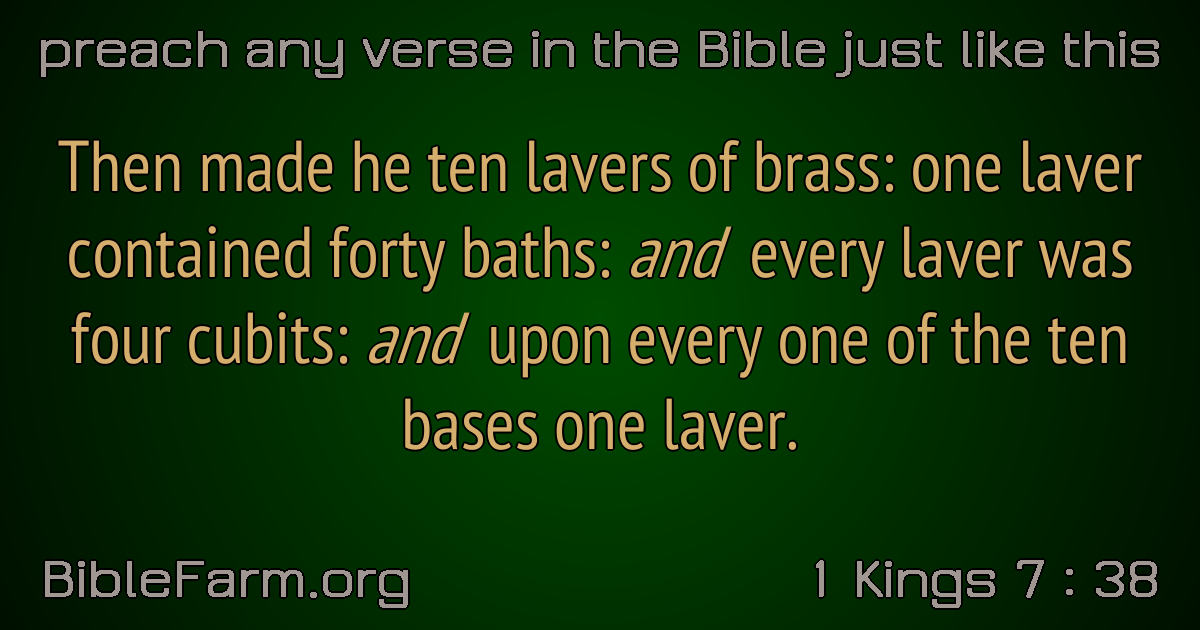 preach any verse in the Bible just like this
Then made he ten lavers of brass: one laver
contained forty baths: and every laver was
four cubits: and upon every one of the ten
bases one laver.
BibleFarm.org
1 Kings 7 : 38